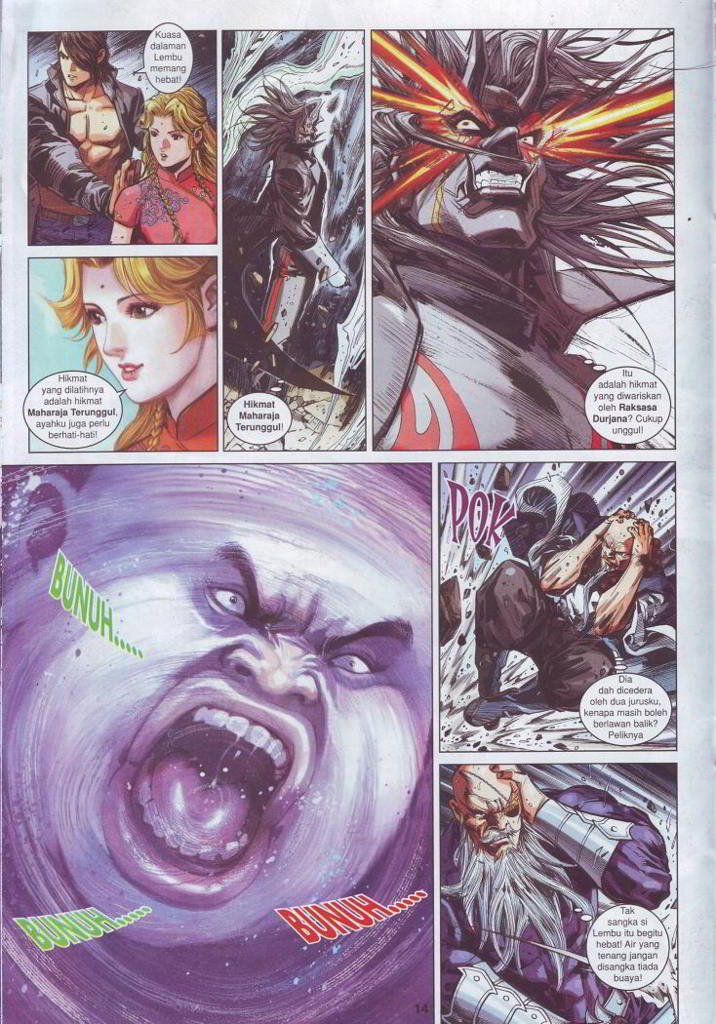 Kuasa
dalaman
Lembu
memang
hebat!
Hikmat
yang dilatihnya
adalah hikmat
Maharaja Terunggul,
ayahku juga perlu
berhati-hati!
Hikmat
Maharaja
Terunggul!
Itu
adalah hikmat
yang diwariskan
oleh Raksasa
Durjana? Cukup
unggul!
BUNUH.....
BUNUH.....
BUNUH.....
POK
Dia
dah dicedera
oleh dua jurusku,
kenapa masih boleh
berlawan balik?
Peliknya
Tak
sangka si
Lembu itu begitu
hebat! Air yang
tenang jangan
disangka tiada
buaya!
14